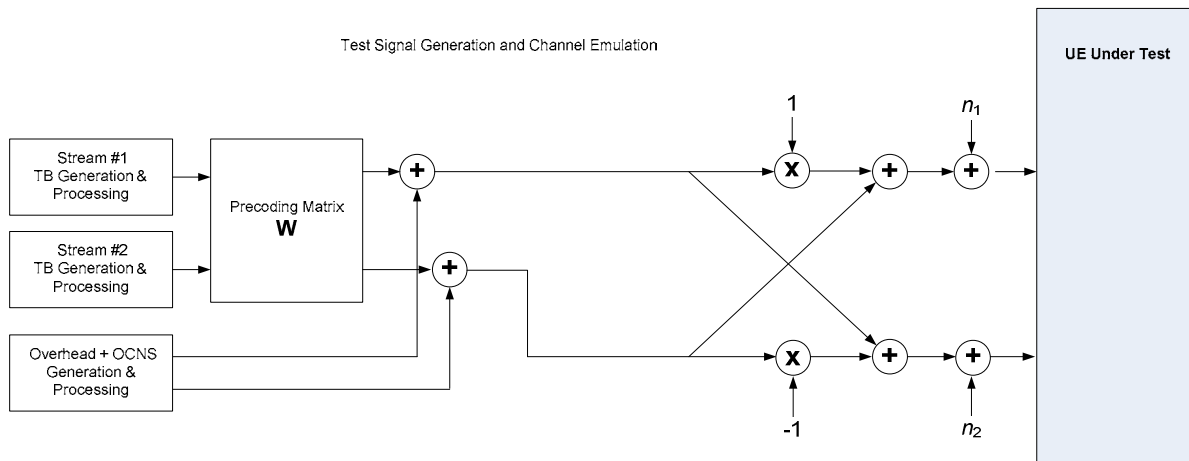 Test Signal Generation and Channel Emulation
UE Under Test
Stream #1
TB Generation &
Processing
Stream #2
TB Generation &
Processing
Overhead + OCNS
Generation &
Processing
Precoding Matrix
W
+
+
1
x
+
n1
+
x
-1
+
+
n2